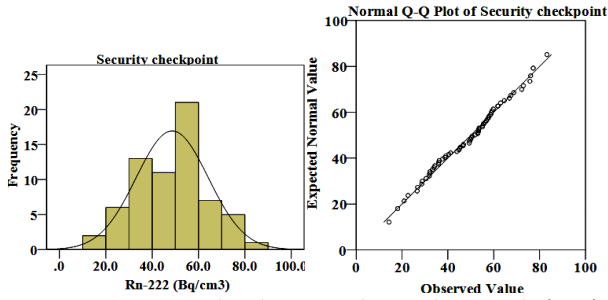 Security checkpoint
Frequency
25
20
15
10
5
0
.0 20.0 40.0 60.0 80.0 100.0
Rn-222 (Bq/cm3)
Normal Q-Q Plot of Security checkpoint
Expected Normal Value
100
80
60
40
20
0
0 20 40 60 80 100
Observed Value